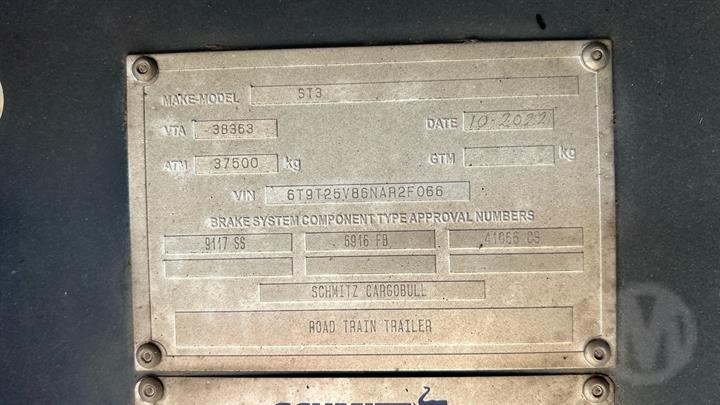 MAKE-MODEL ST3
VTA 38363 DATE 10-2022
ATM 37500 kg GTM kg
VIN 6T9T25V86NAR2F066
BRAKE SYSTEM COMPONENT TYPE APPROVAL NUMBERS
9117 SS 6916 FB 41066 CS
SCHMITZ CARGOBULL
ROAD TRAIN TRAILER